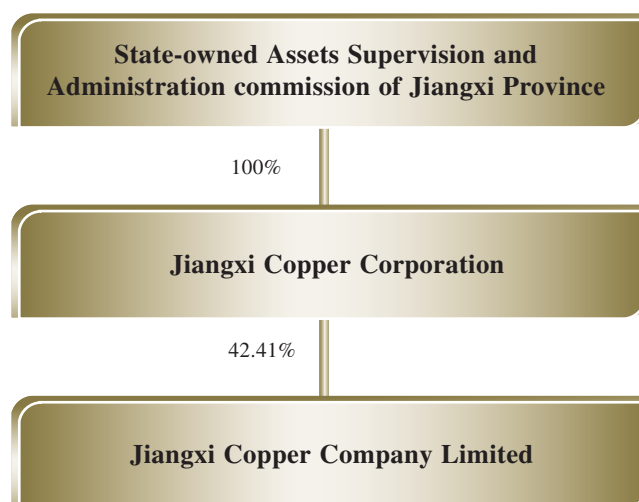 State-owned Assets Supervision and
Administration commission of Jiangxi Province
100%
Jiangxi Copper Corporation
42.41%
Jiangxi Copper Company Limited